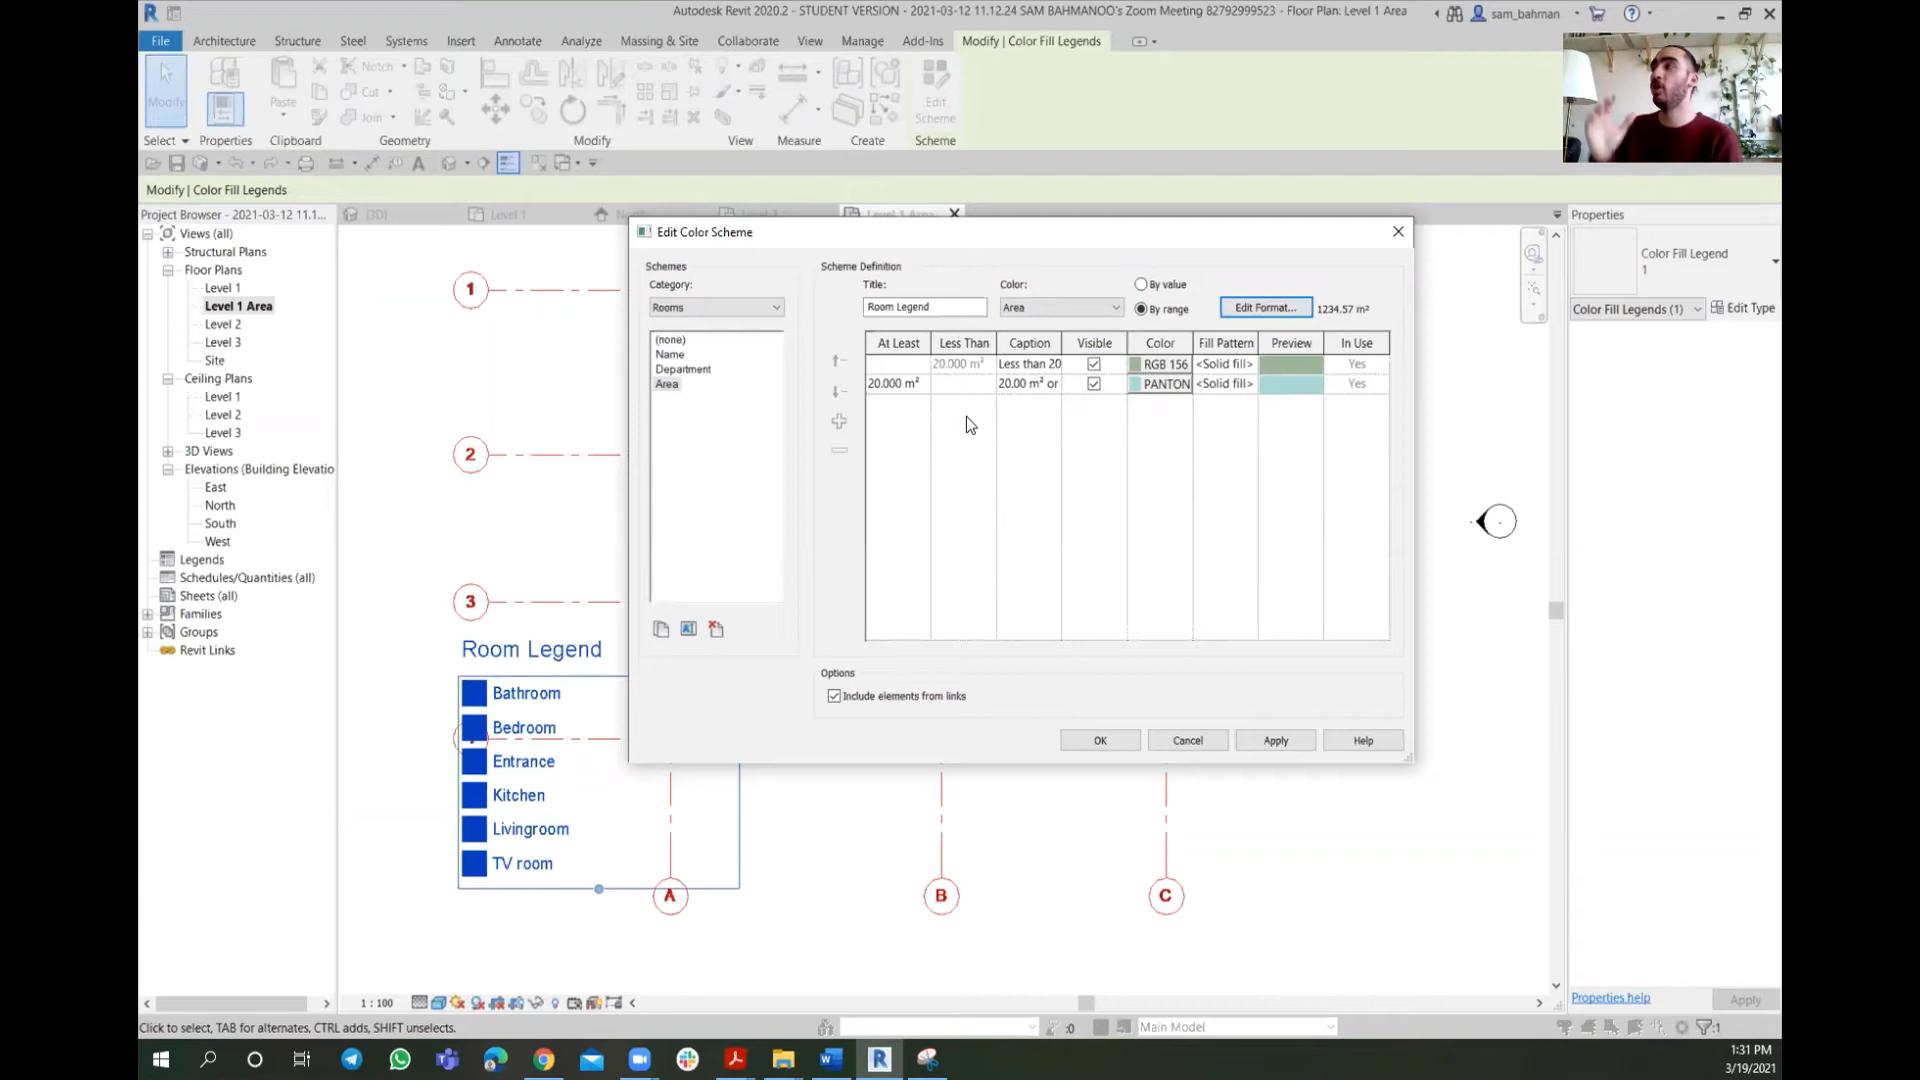 Autodesk Revit 2020.2 - STUDENT VERSION - 2021-03-12 11.12.24 SAM BAHMANOO's Zoom Meeting 82792999523 - Floor Plan: Level 1 Area
sam_bahman
File Architecture Structure Steel Systems Insert Annotate Analyze Massing & Site Collaborate View Manage Add-Ins Modify | Color Fill Legends
Notch
Modify Paste Cut Edit
Join Scheme
Select Properties Clipboard Geometry Modify View Measure Create Scheme
Modify | Color Fill Legends
Project Browser - 2021-03-12 11.1...
(3D) Level 1
Properties
Views (all)
Structural Plans
Floor Plans
Level 1
Level 1 Area
Level 2
Level 3
Site
Ceiling Plans
Level 1
Level 2
Level 3
3D Views
Elevations (Building Elevatio
East
North
South
West
Legends
Schedules/Quantities (all)
Sheets (all)
Families
Groups
Revit Links
1
2
3
Room Legend
Bathroom
Bedroom
Entrance
Kitchen
Livingroom
TV room
A
B
C
Edit Color Scheme
Schemes
Category:
Rooms
(none)
Name
Department
Area
Scheme Definition
Title: Color: By value
Room Legend Area By range Edit Format... 1234.57 m²
At Least Less Than Caption Visible Color Fill Pattern Preview In Use
20.000 m² Less than 20 RGB 156 <Solid fill> Yes
20.000 m² 20.00 m² or PANTON <Solid fill> Yes
Options
Include elements from links
OK Cancel Apply Help
Color Fill Legend
1
Color Fill Legends (1) Edit Type
Properties help Apply
1 : 100
Click to select, TAB for alternates, CTRL adds, SHIFT unselects.
:0 Main Model :1
1:31 PM
3/19/2021